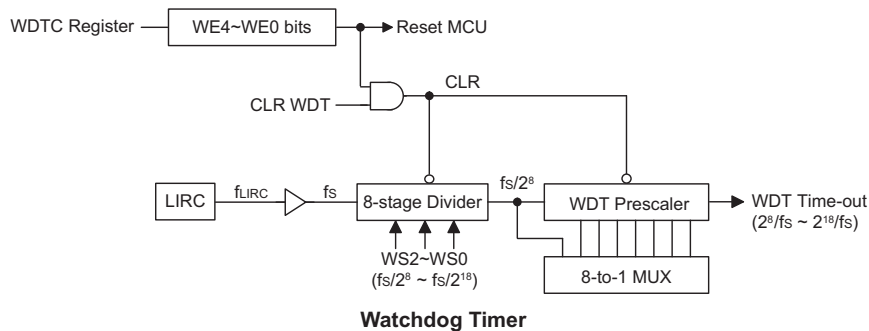 WDTC Register
WE4~WE0 bits
Reset MCU
CLR
CLR WDT
LIRC
fLIRC
fS
8-stage Divider
fS/2⁸
WDT Prescaler
WDT Time-out
(2⁸/fS ~ 2¹⁸/fS)
WS2~WS0
(fS/2⁸ ~ fS/2¹⁸)
8-to-1 MUX
Watchdog Timer